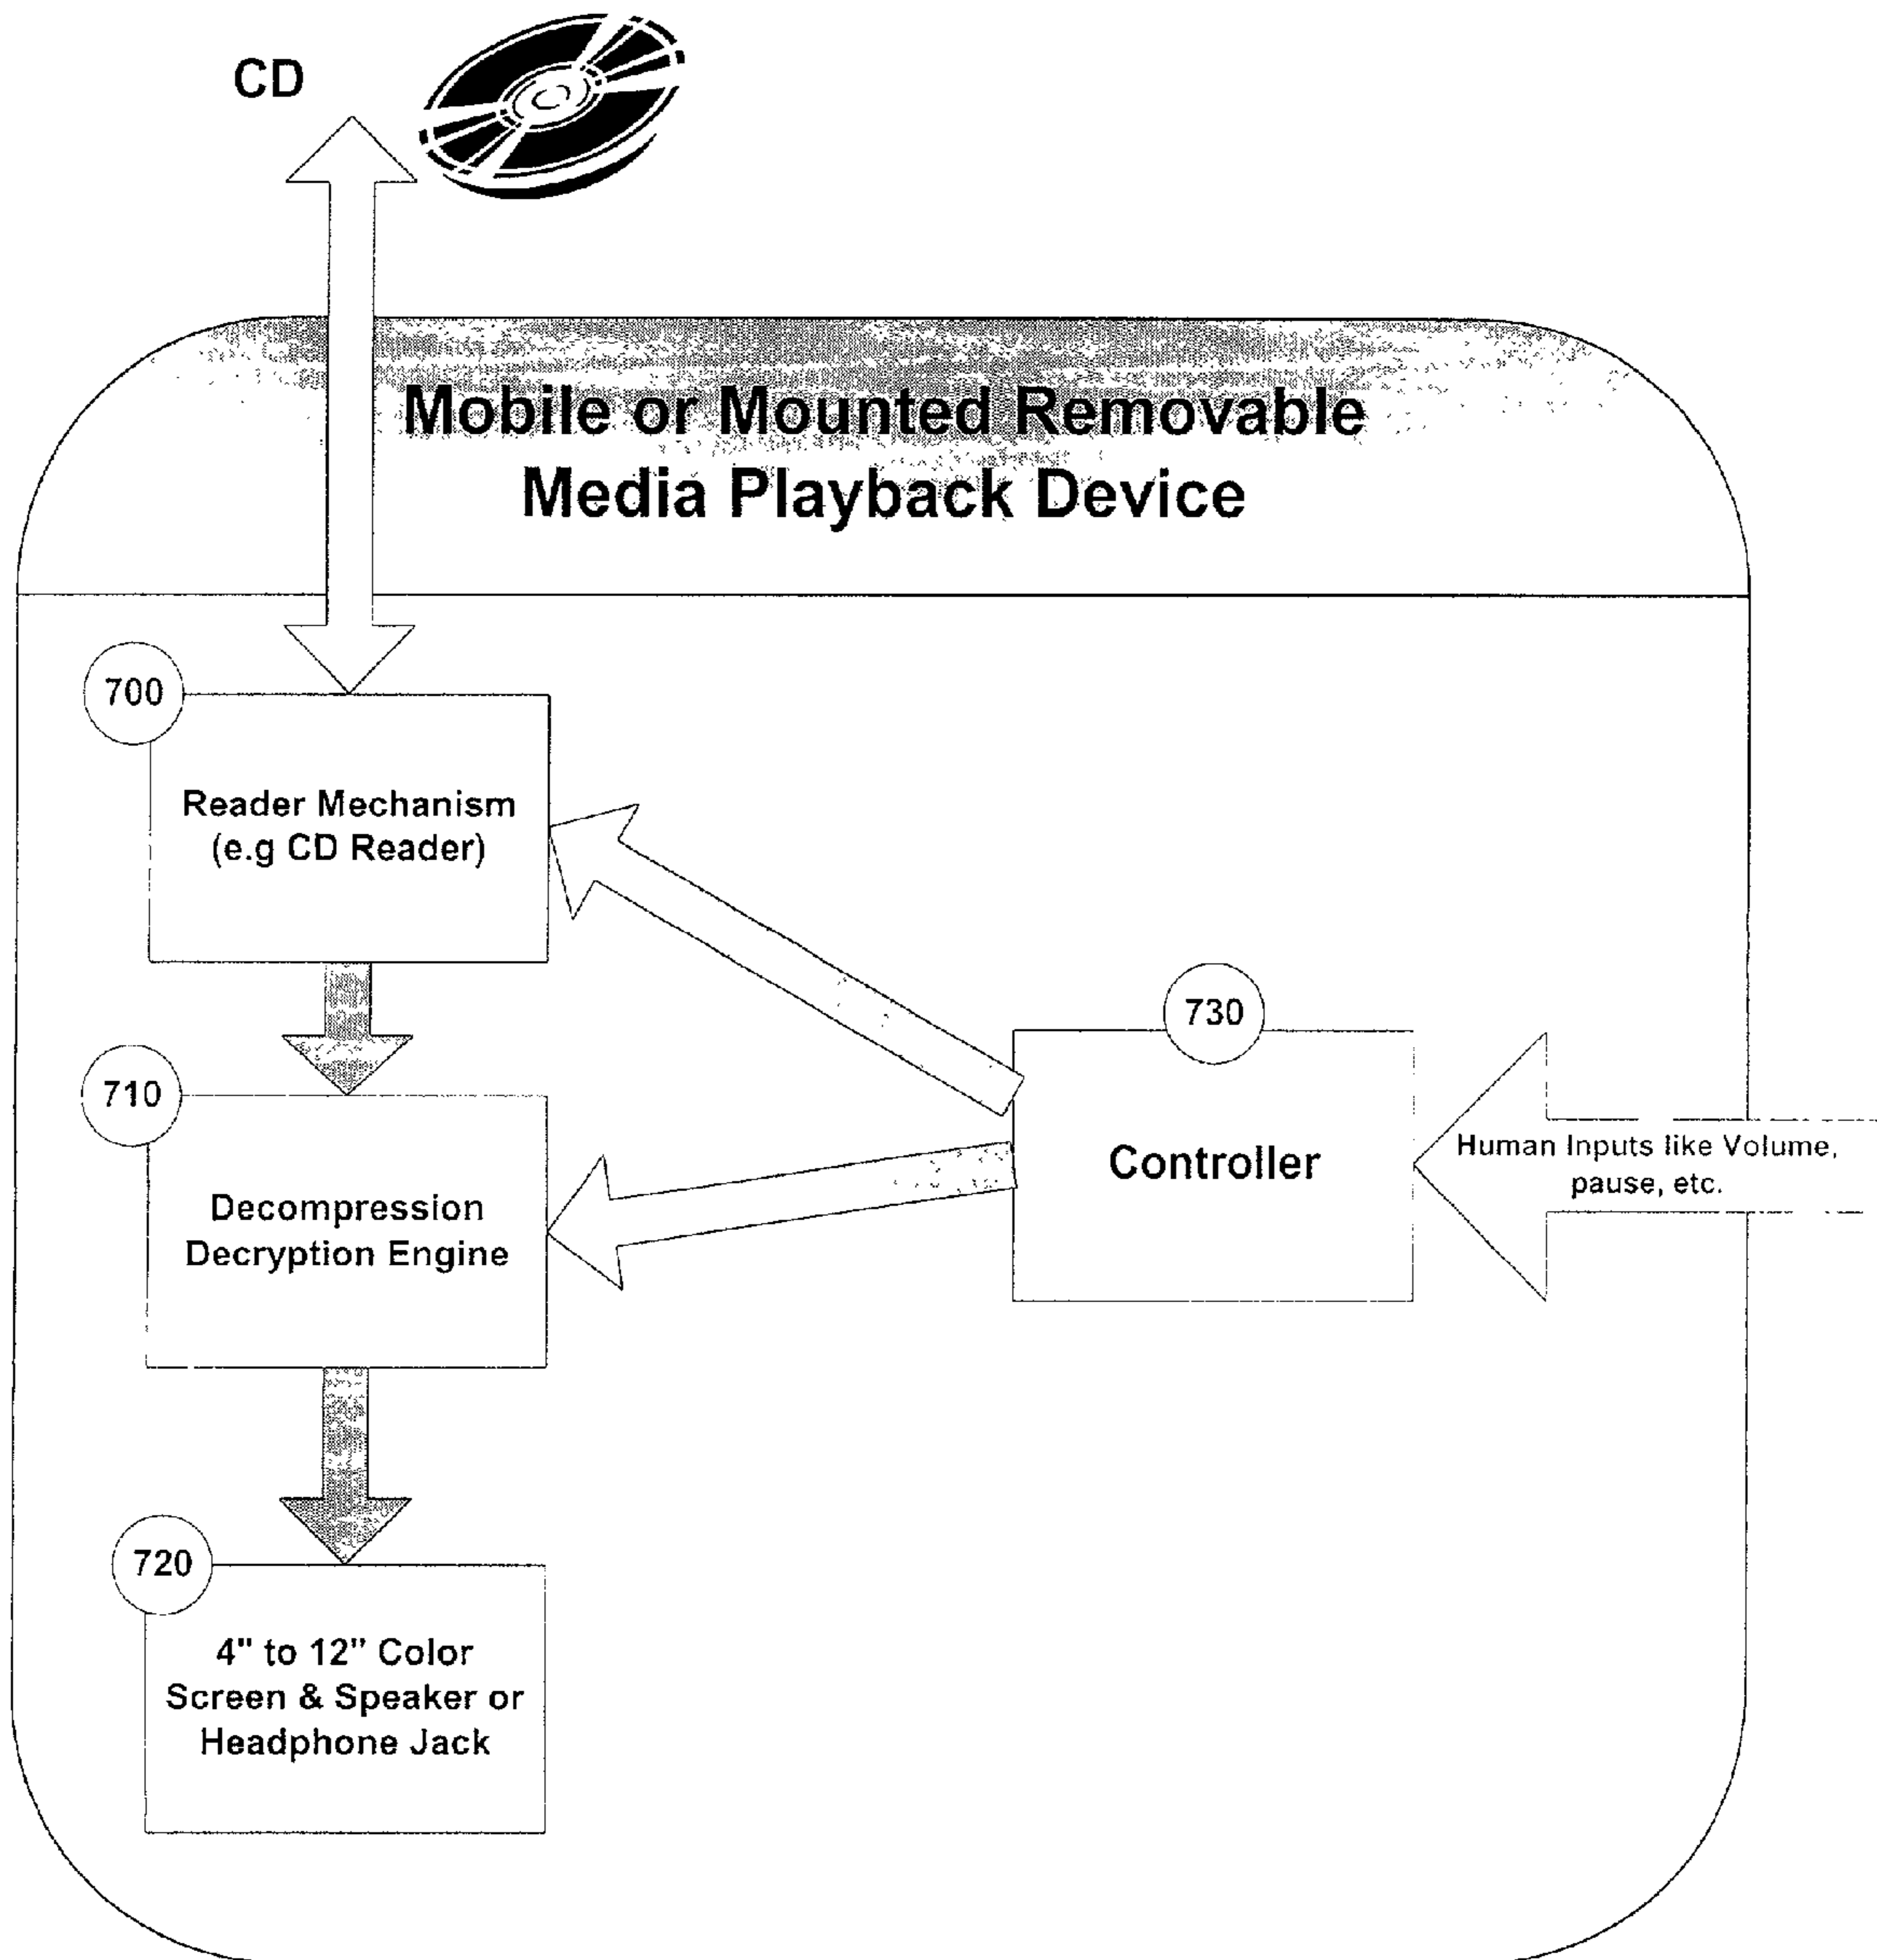 CD
Mobile or Mounted Removable
Media Playback Device
700
Reader Mechanism
(e.g CD Reader)
730
Controller
Human Inputs like Volume,
pause, etc.
710
Decompression
Decryption Engine
720
4" to 12" Color
Screen & Speaker or
Headphone Jack